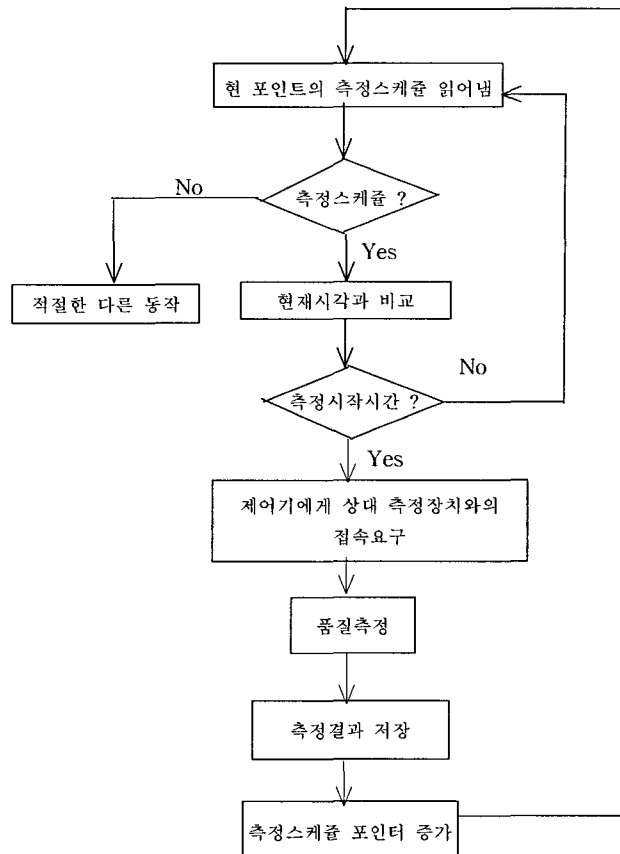 현 포인트의 측정스케쥴 읽어냄
No
측정스케쥴 ?
Yes
적절한 다른 동작
현재시각과 비교
No
측정시작시간 ?
Yes
제어기에게 상대 측정장치와의
접속요구
품질측정
측정결과 저장
측정스케쥴 포인터 증가